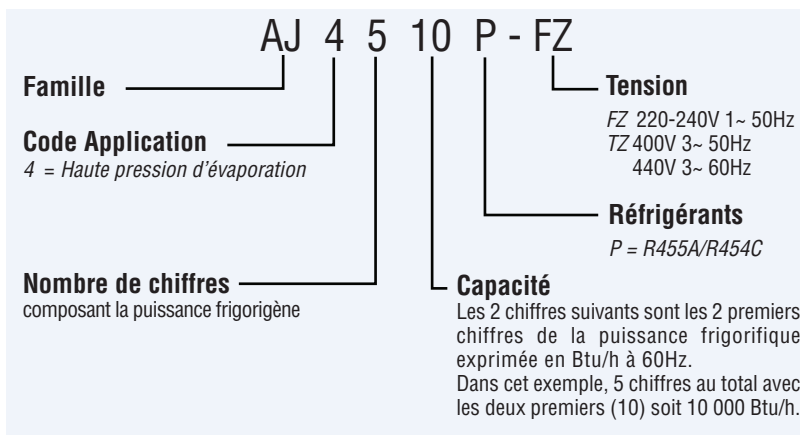 AJ 4 5 10 P - FZ
Famille
Code Application
4 = Haute pression d'évaporation
Nombre de chiffres
composant la puissance frigorigène
Tension
FZ 220-240V 1~ 50Hz
TZ 400V 3~ 50Hz
440V 3~ 60Hz
Réfrigérants
P = R455A/R454C
Capacité
Les 2 chiffres suivants sont les 2 premiers
chiffres de la puissance frigorifique
exprimée en Btu/h à 60Hz.
Dans cet exemple, 5 chiffres au total avec
les deux premiers (10) soit 10 000 Btu/h.